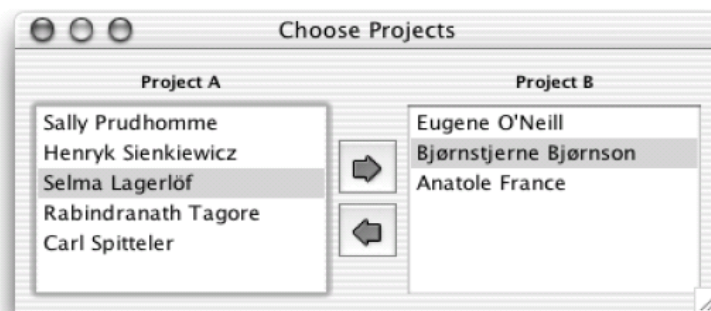 Choose Projects
Project A
Sally Prudhomme
Henryk Sienkiewicz
Selma Lagerlöf
Rabindranath Tagore
Carl Spitteler
Project B
Eugene O'Neill
Bjørnstjerne Bjørnson
Anatole France